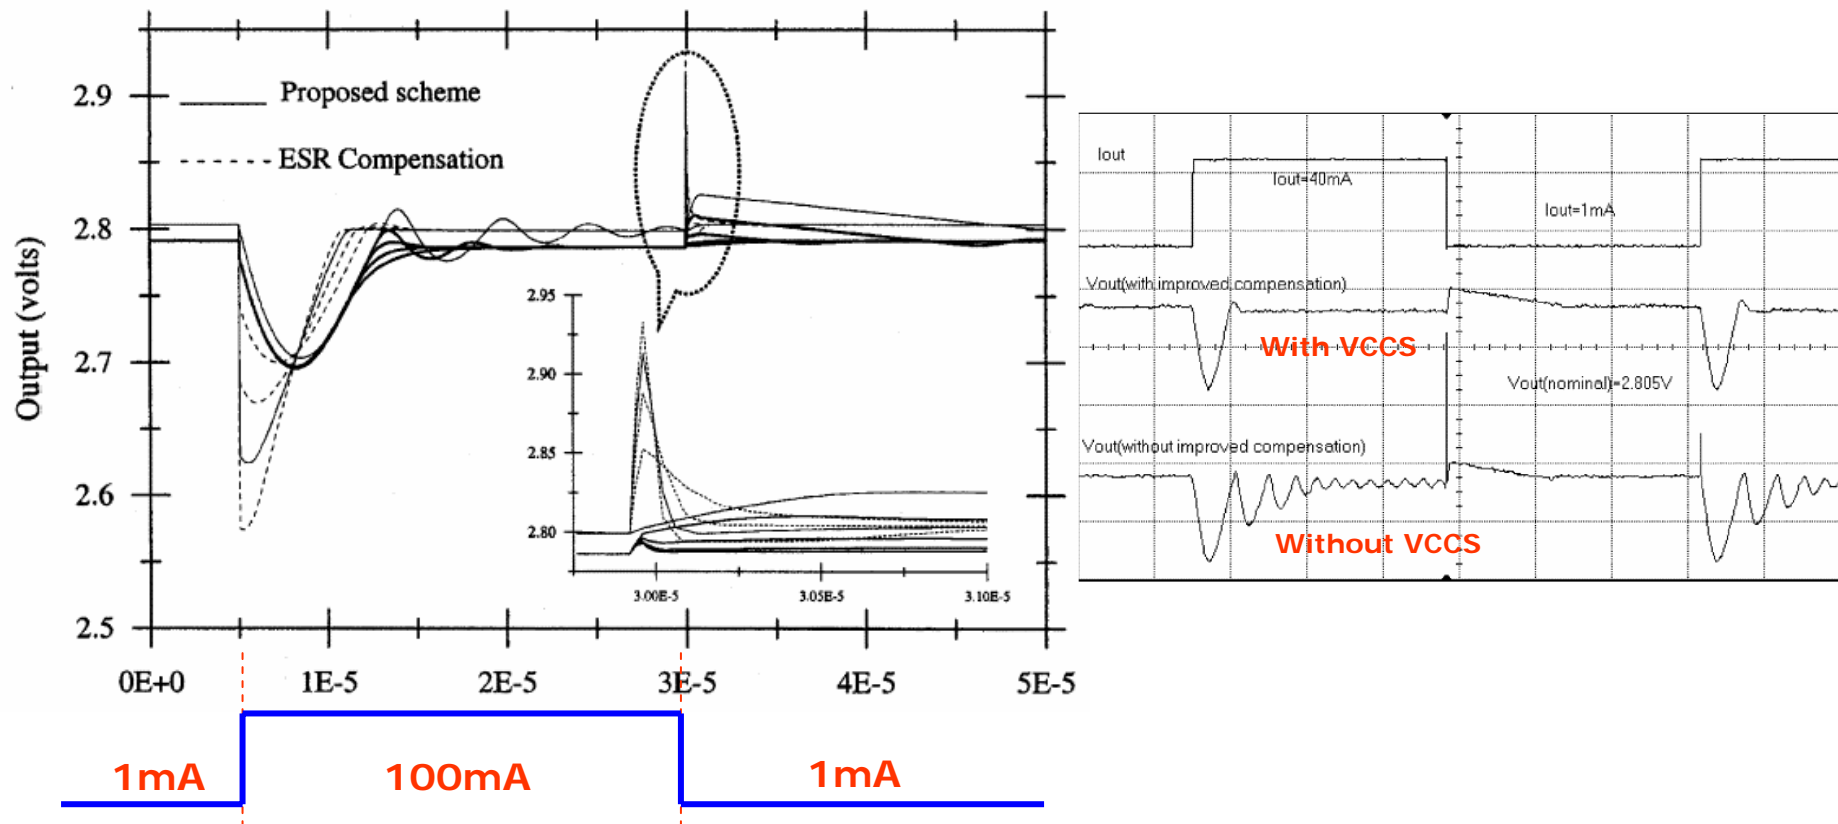 Output (volts)
2.9
2.8
2.7
2.6
2.5
Proposed scheme
ESR Compensation
2.95
2.90
2.85
2.80
3.00E-5
3.05E-5
3.10E-5
0E+0
1E-5
2E-5
3E-5
4E-5
5E-5
1mA
100mA
1mA
Iout
Iout=40mA
Iout=1mA
Vout(with improved compensation)
With VCCS
Vout(nominal)=2.805V
Vout(without improved compensation)
Without VCCS